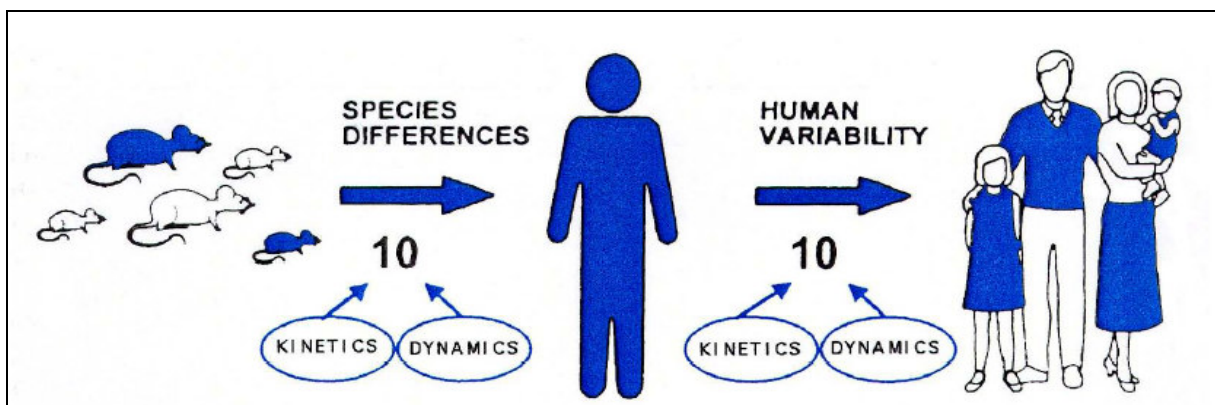 SPECIES
DIFFERENCES
10
KINETICS
DYNAMICS
HUMAN
VARIABILITY
10
KINETICS
DYNAMICS